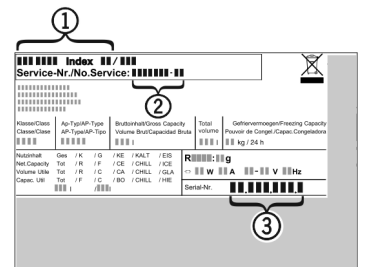 1
Index /
Service-Nr./No.Service: -
2
Klasse/Class Ap-Typ/AP-Type Bruttoinhalt/Gross Capacity Total Gefriervermoegen/Freezing Capacity
Classe/Clase AP-Type/AP-Tipo Volume Brut/Capacidad Bruta volume Pouvoir de Congel./Capac.Congeladora
l l kg / 24 h
Nutzinhalt Ges / K / G / KE / KALT / EIS
Net.Capacity Tot / R / F / CE / CHILL / ICE
Volume Utile Tot / R / C / CA / CHILL / GLA
Capac. Util Tot / F / C / BO / CHILL / HIE
l / l
R : g
W A - V Hz
Serial-Nr. . . .
3